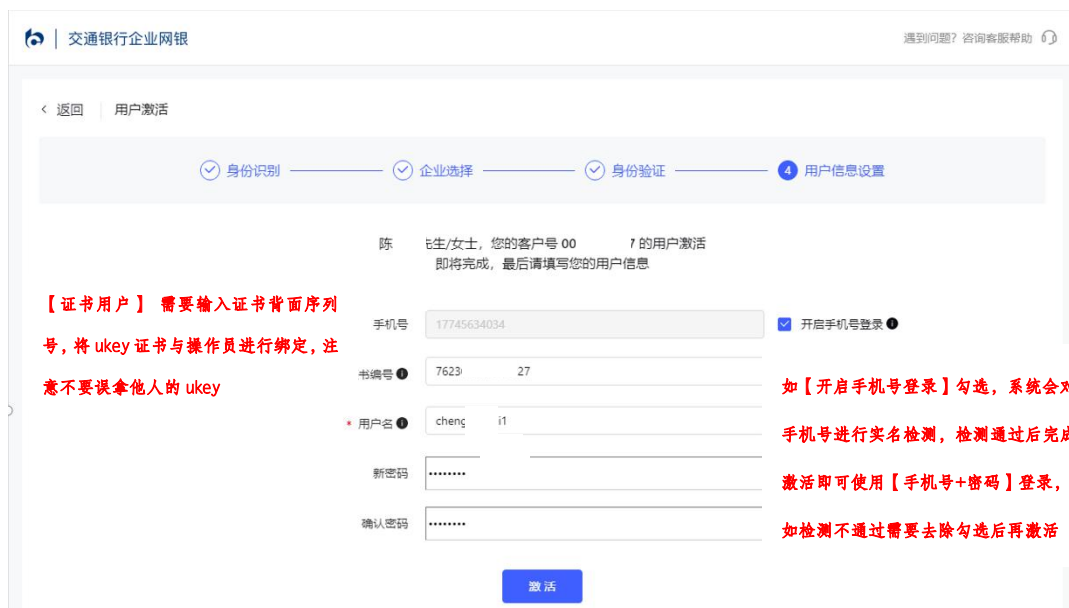 交通银行企业网银
遇到问题？咨询客服帮助
返回 用户激活
身份识别 企业选择 身份验证 4 用户信息设置
陈 先生/女士，您的客户号 00 7 的用户激活
即将完成，最后请填写您的用户信息
【证书用户】 需要输入证书背面序列
号，将 ukey 证书与操作员进行绑定，注
意不要误拿他人的 ukey
手机号 17745634034 开启手机号登录
书编号 7623 27
* 用户名 cheng i1
新密码 ••••••••
确认密码 ••••••••
如【开启手机号登录】勾选，系统会对
手机号进行实名检测，检测通过后完成
激活即可使用【手机号+密码】登录，
如检测不通过需要去除勾选后再激活
激活